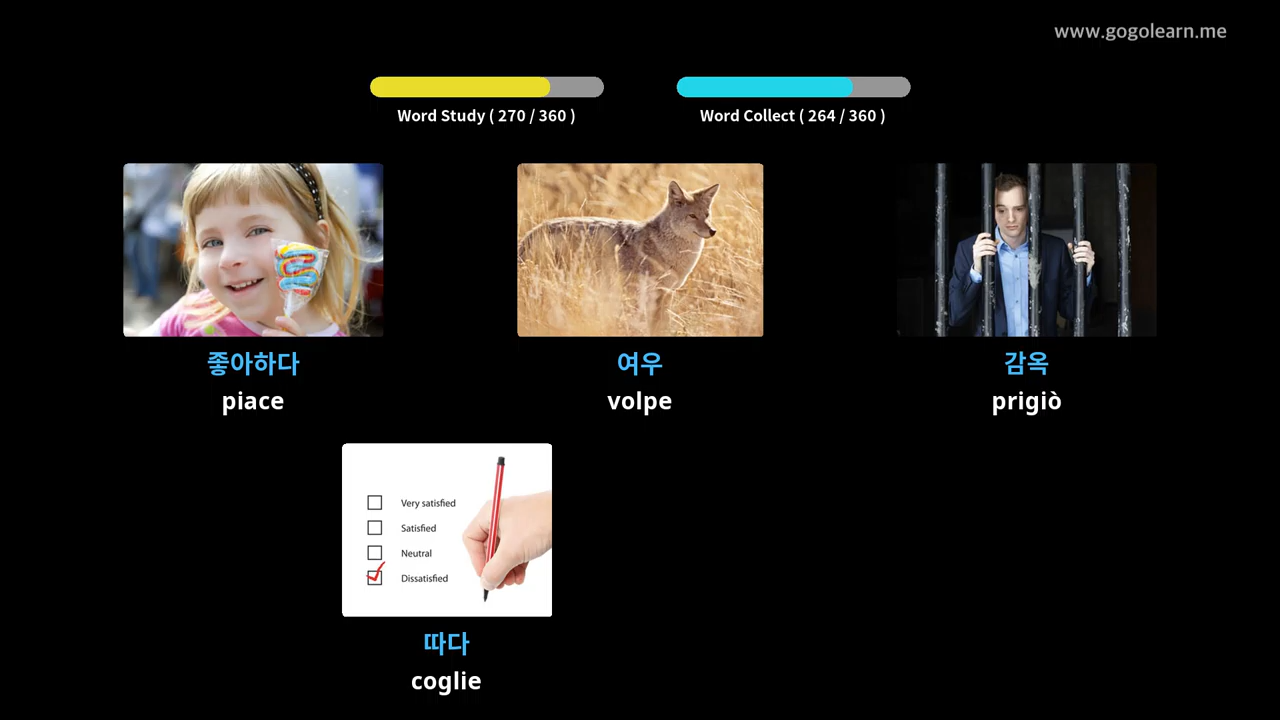 www.gogolearn.me
Word Study ( 270 / 360 )
Word Collect ( 264 / 360 )
좋아하다
piace
여우
volpe
감옥
prigiò
Very satisfied
Satisfied
Neutral
Dissatisfied
따다
coglie